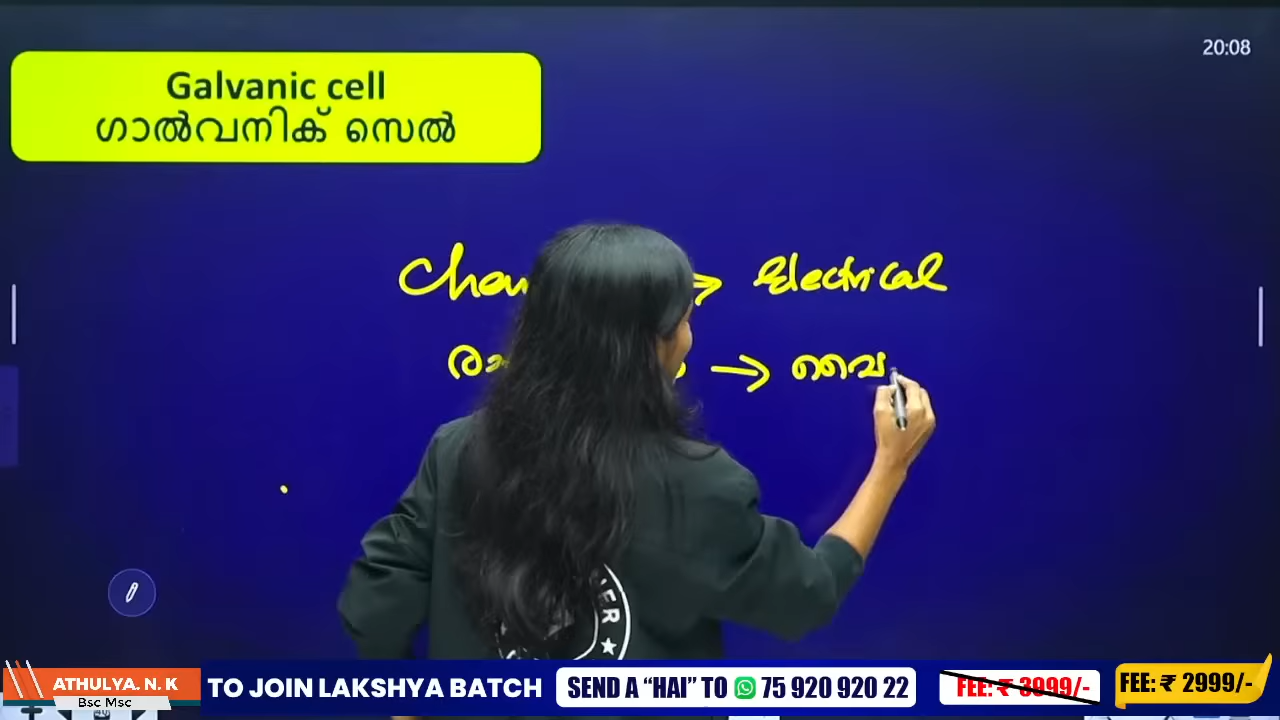 20:08
Galvanic cell
ഗാൽവനിക് സെൽ
→ Electrical
→ വൈ
ATHULYA. N. K
Bsc Msc
TO JOIN LAKSHYA BATCH
SEND A “HAI” TO 75 920 920 22
FEE: ₹ 3999/-
FEE: ₹ 2999/-